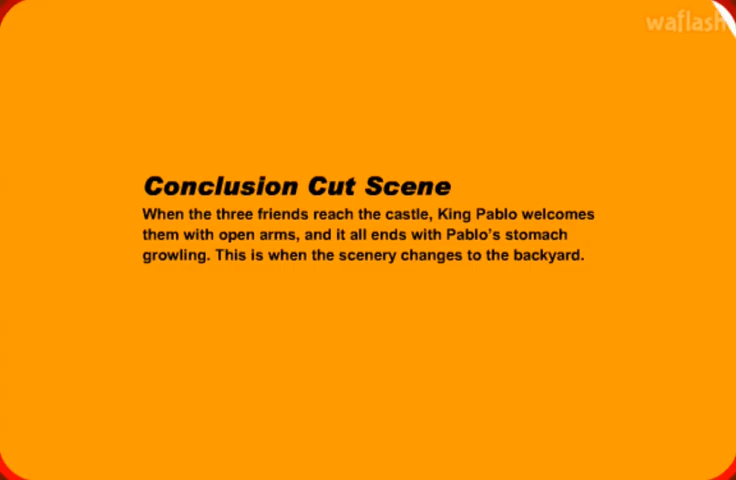 waflash
Conclusion Cut Scene
When the three friends reach the castle, King Pablo welcomes
them with open arms, and it all ends with Pablo's stomach
growling. This is when the scenery changes to the backyard.